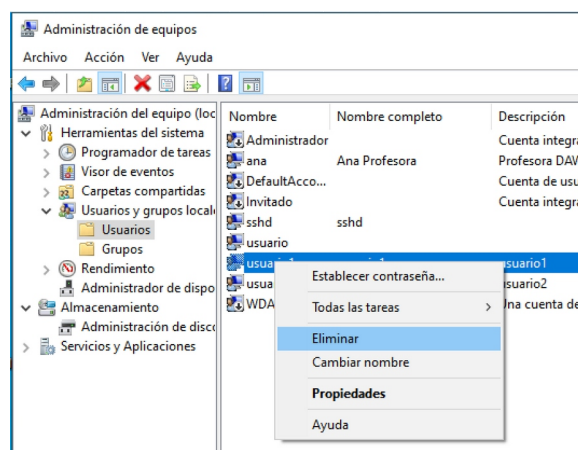 Administración de equipos
Archivo Acción Ver Ayuda
Administración del equipo (loc
Herramientas del sistema
Programador de tareas
Visor de eventos
Carpetas compartidas
Usuarios y grupos locale
Usuarios
Grupos
Rendimiento
Administrador de dispo
Almacenamiento
Administración de disco
Servicios y Aplicaciones
Nombre Nombre completo Descripción
Administrador Cuenta integra
ana Ana Profesora Profesora DAW
DefaultAcco... Cuenta de usu
Invitado Cuenta integra
sshd sshd
usuario
usuario1
usua usuario2
WDA Una cuenta de
Establecer contraseña...
Todas las tareas
Eliminar
Cambiar nombre
Propiedades
Ayuda